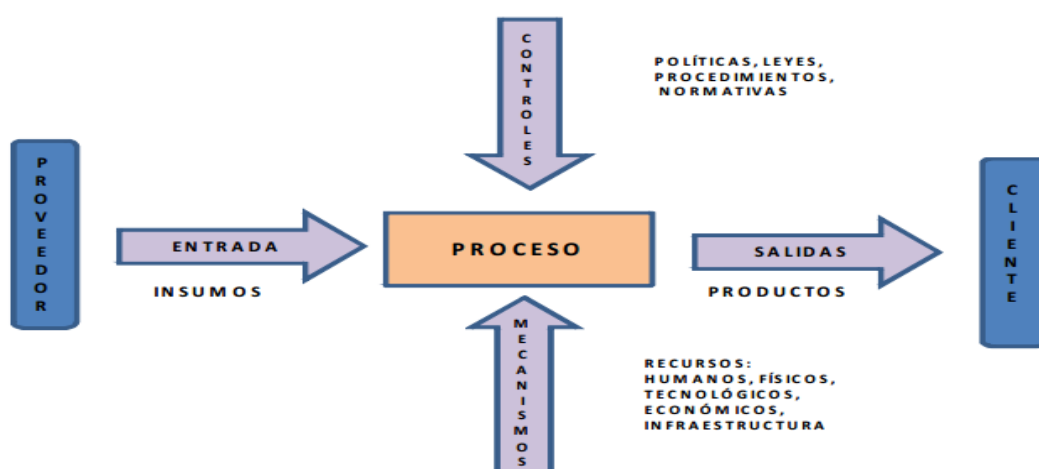 CONTROLES
POLÍTICAS, LEYES,
PROCEDIMIENTOS,
NORMATIVAS
PROVEEDOR
ENTRADA
INSUMOS
PROCESO
SALIDAS
PRODUCTOS
CLIENTE
MECANISMOS
RECURSOS:
HUMANOS, FÍSICOS,
TECNOLÓGICOS,
ECONÓMICOS,
INFRAESTRUCTURA